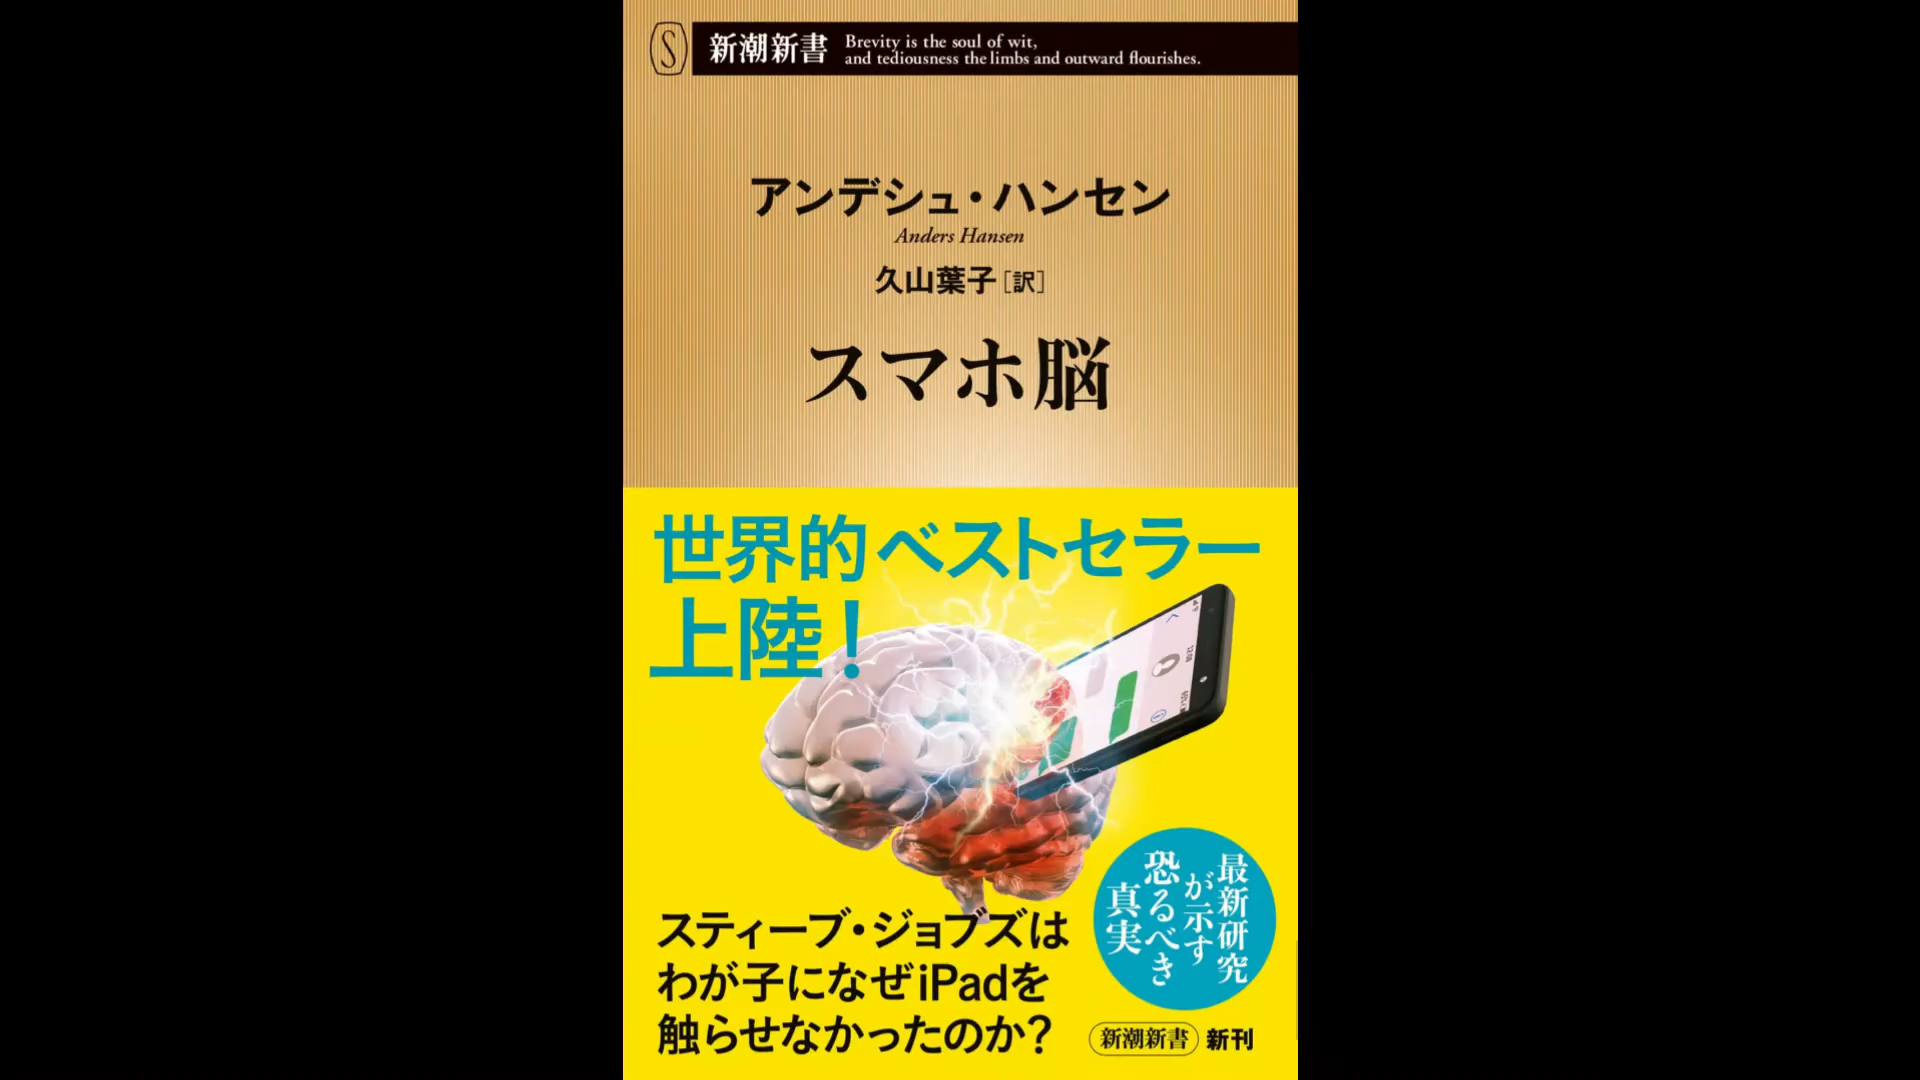 新潮新書
Brevity is the soul of wit,
and tediousness the limbs and outward flourishes.
アンデシュ・ハンセン
Anders Hansen
久山葉子[訳]
スマホ脳
世界的ベストセラー
上陸!
最新研究
が示す
恐るべき
真実
スティーブ・ジョブズは
わが子になぜiPadを
触らせなかったのか?
新潮新書 新刊